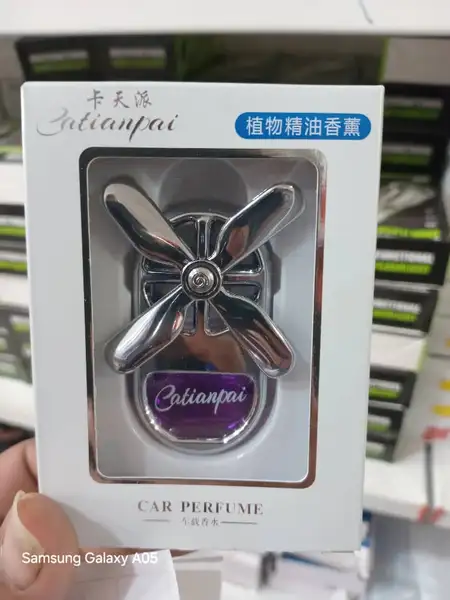 卡天派
Catianpai
植物精油香薰
Catianpai
CAR PERFUME
车载香水
Samsung Galaxy A05